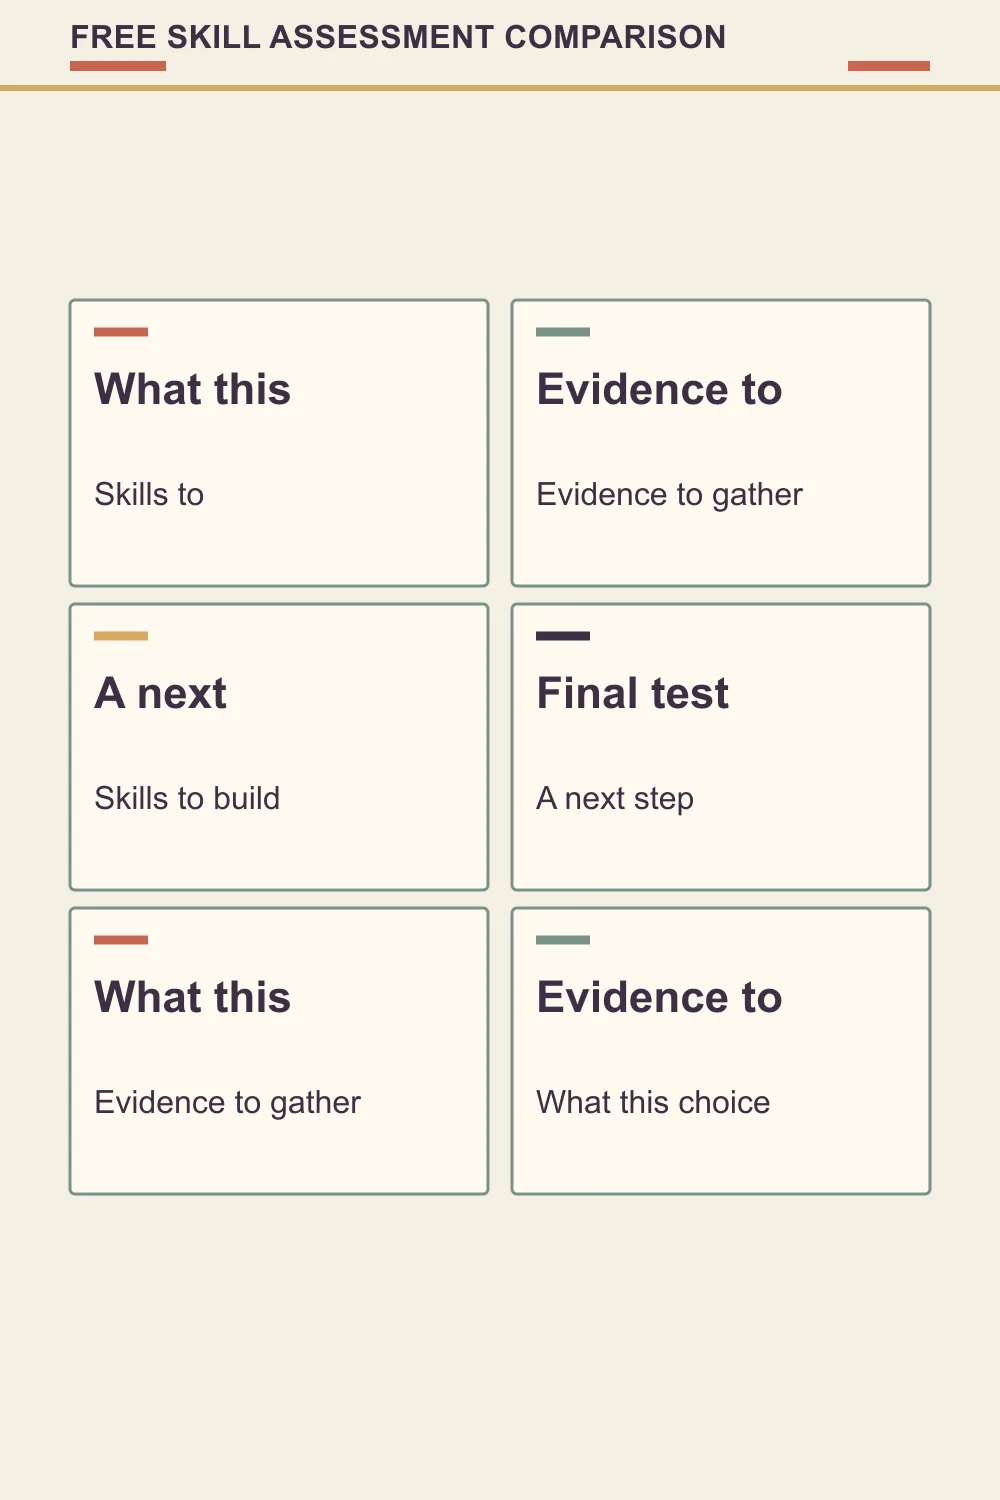 FREE SKILL ASSESSMENT COMPARISON
What this
Skills to
Evidence to
Evidence to gather
A next
Skills to build
Final test
A next step
What this
Evidence to gather
Evidence to
What this choice